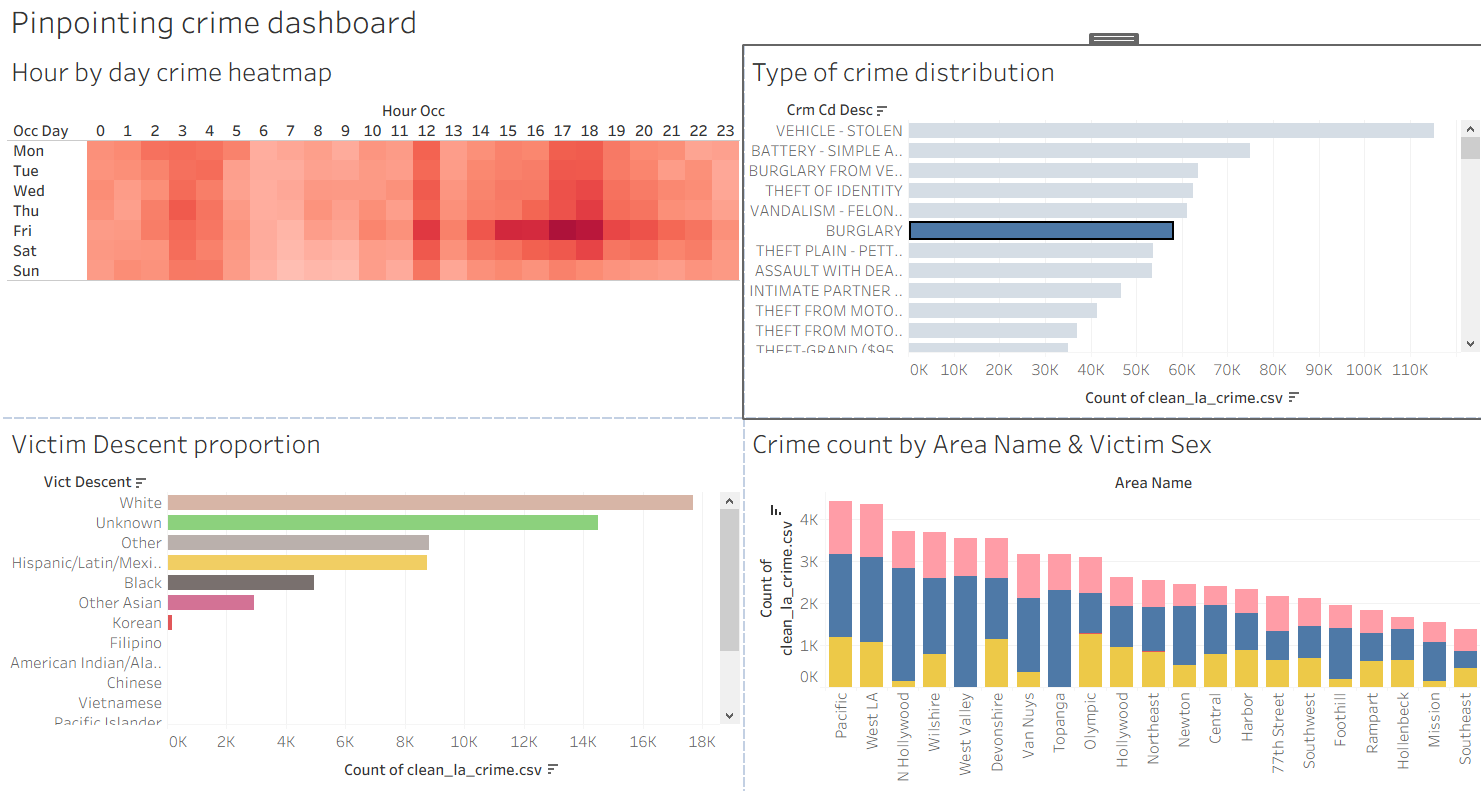 Pinpointing crime dashboard
Hour by day crime heatmap
Hour Occ
Occ Day 0 1 2 3 4 5 6 7 8 9 10 11 12 13 14 15 16 17 18 19 20 21 22 23
Mon
Tue
Wed
Thu
Fri
Sat
Sun
Type of crime distribution
Crm Cd Desc
VEHICLE - STOLEN
BATTERY - SIMPLE A..
BURGLARY FROM VE..
THEFT OF IDENTITY
VANDALISM - FELON..
BURGLARY
THEFT PLAIN - PETT..
ASSAULT WITH DEA..
INTIMATE PARTNER ..
THEFT FROM MOTO..
THEFT FROM MOTO..
THEFT-GRAND ($95..
0K 10K 20K 30K 40K 50K 60K 70K 80K 90K 100K 110K
Count of clean_la_crime.csv
Victim Descent proportion
Vict Descent
White
Unknown
Other
Hispanic/Latin/Mexi..
Black
Other Asian
Korean
Filipino
American Indian/Ala..
Chinese
Vietnamese
Pacific Islander
0K 2K 4K 6K 8K 10K 12K 14K 16K 18K
Count of clean_la_crime.csv
Crime count by Area Name & Victim Sex
Area Name
Count of
clean_la_crime.csv
4K
3K
2K
1K
0K
Pacific
West LA
N Hollywood
Wilshire
West Valley
Devonshire
Van Nuys
Topanga
Olympic
Hollywood
Northeast
Newton
Central
Harbor
77th Street
Southwest
Foothill
Rampart
Hollenbeck
Mission
Southeast